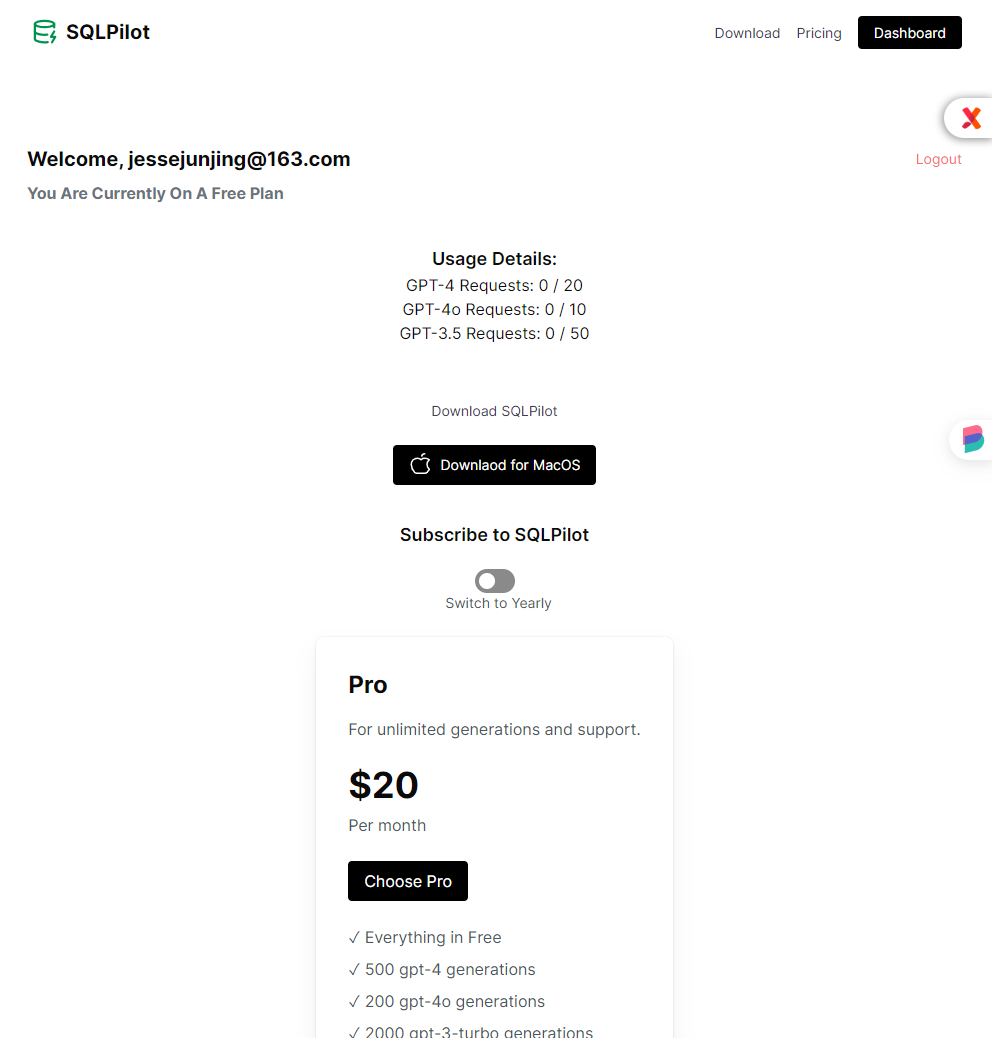 SQLPilot
Download Pricing Dashboard
Welcome, jessejunjing@163.com
Logout
You Are Currently On A Free Plan
Usage Details:
GPT-4 Requests: 0 / 20
GPT-4o Requests: 0 / 10
GPT-3.5 Requests: 0 / 50
Download SQLPilot
Downlaod for MacOS
Subscribe to SQLPilot
Switch to Yearly
Pro
For unlimited generations and support.
$20
Per month
Choose Pro
✓ Everything in Free
✓ 500 gpt-4 generations
✓ 200 gpt-4o generations
✓ 2000 gpt-3-turbo generations